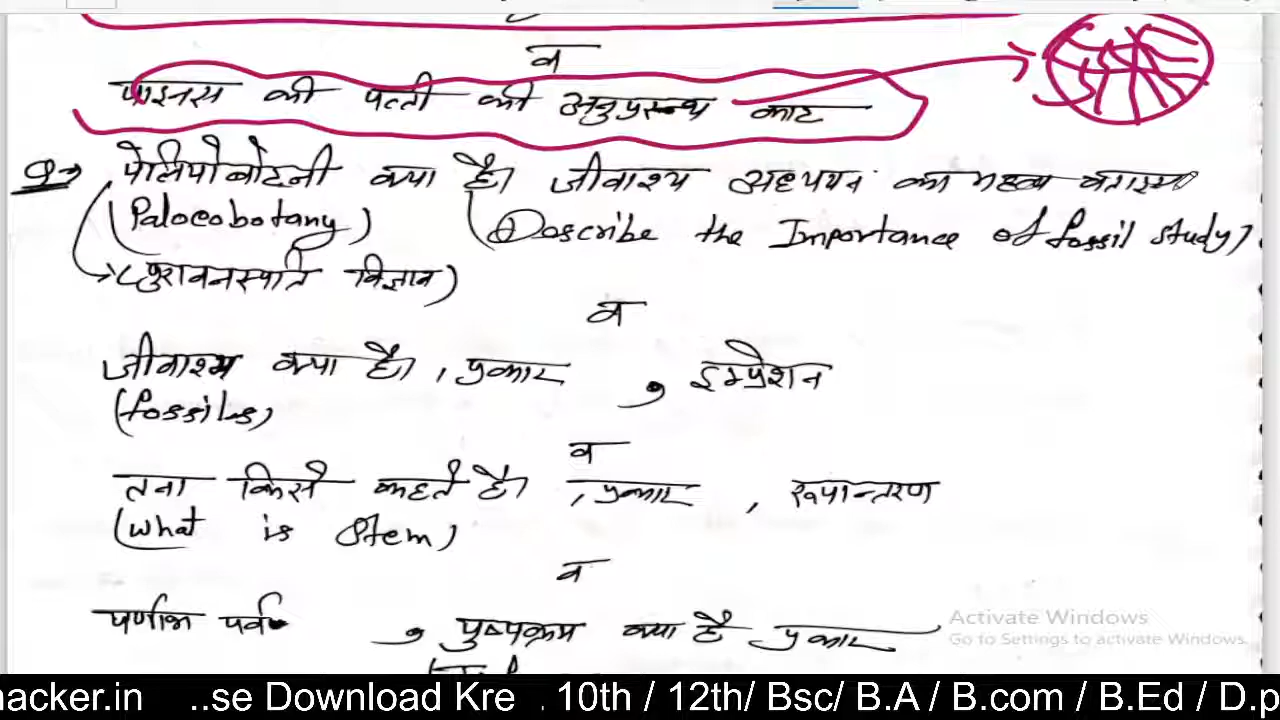 व
पाइनस की पत्ती की अनुप्रस्थ काट
Q→ पेलियोबोटनी क्या है। जीवाश्म अध्ययन का महत्व बताइए
(Paloeobotany) (Describe the Importance of fossil study)
→(पुरावनस्पति विज्ञान)
व
जीवाश्म क्या है। , प्रकार , इम्प्रेशन
(fossils)
व
तना किसे कहते है। , प्रकार , रूपान्तरण
(what is Stem)
व
पर्णाभ पर्व , पुष्पक्रम क्या है प्रकार
Activate Windows
Go to Settings to activate Windows.
hacker.in ..se Download Kre . 10th / 12th/ Bsc/ B.A / B.com / B.Ed / D.p